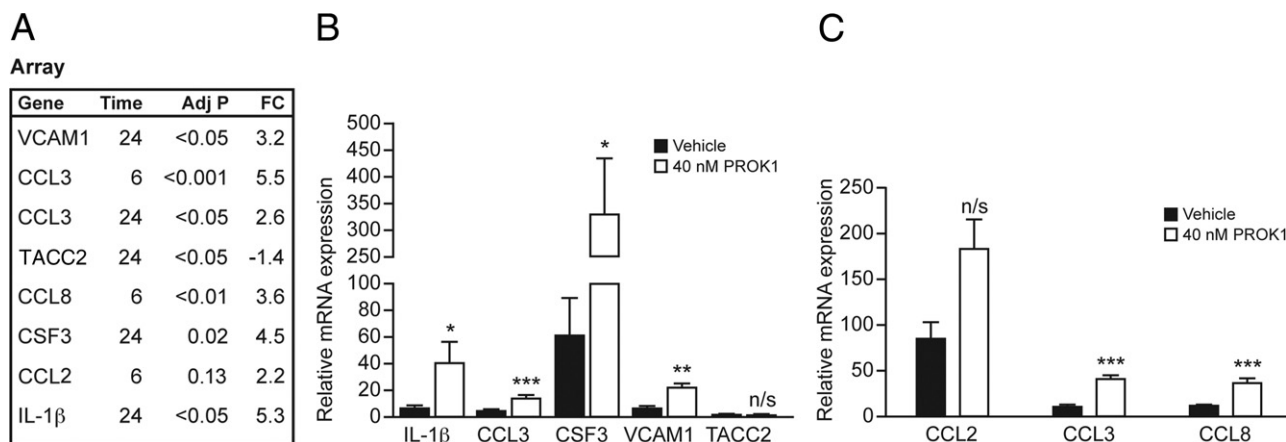 A
Array
Gene Time Adj P FC
VCAM1 24 <0.05 3.2
CCL3 6 <0.001 5.5
CCL3 24 <0.05 2.6
TACC2 24 <0.05 -1.4
CCL8 6 <0.01 3.6
CSF3 24 0.02 4.5
CCL2 6 0.13 2.2
IL-1β 24 <0.05 5.3
B
Relative mRNA expression
500
450
400
350
300
250
100
80
60
40
20
0
Vehicle
40 nM PROK1
*
***
*
**
n/s
IL-1β CCL3 CSF3 VCAM1 TACC2
C
Relative mRNA expression
250
200
150
100
50
0
Vehicle
40 nM PROK1
n/s
***
***
CCL2 CCL3 CCL8